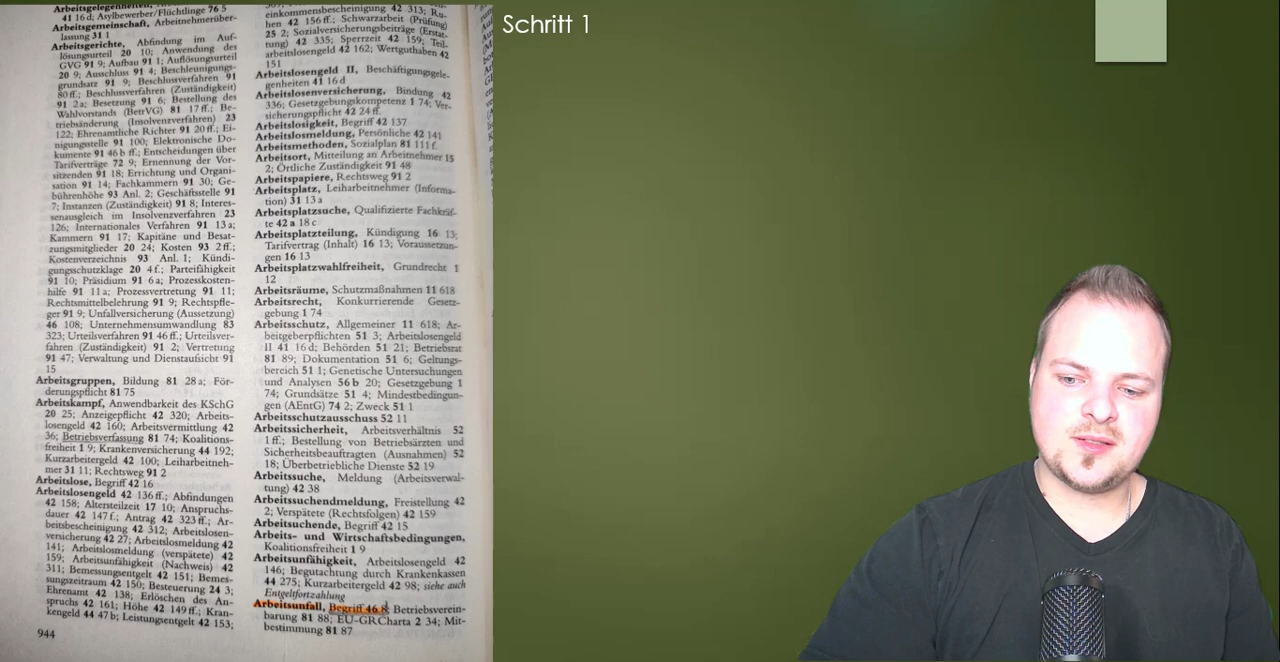 Arbeitsgelegenheiten,
41 16 d; Asylbewerber/Flüchtlinge 76 5
Arbeitsgemeinschaft, Arbeitnehmerüber-
lassung 31 1
Arbeitsgerichte, Abfindung im Auf-
lösungsurteil 20 10; Anwendung des
GVG 91 9; Aufbau 91 1; Auflösungsurteil
20 9; Ausschluss 91 4; Beschleunigungs-
grundsatz 91 9; Beschlussverfahren 91
80 ff.; Beschlussverfahren (Zuständigkeit)
91 2 a; Besetzung 91 6; Bestellung des
Wahlvorstands (BetrVG) 81 17 ff.; Be-
triebsänderung (Insolvenzverfahren) 23
122; Ehrenamtliche Richter 91 20 ff.; Ei-
nigungsstelle 91 100; Elektronische Do-
kumente 91 46 b ff.; Entscheidungen über
Tarifverträge 72 9; Ernennung der Vor-
sitzenden 91 18; Errichtung und Organi-
sation 91 14; Fachkammern 91 30; Ge-
bührenhöhe 93 Anl. 2; Geschäftsstelle 91
7; Instanzen (Zuständigkeit) 91 8; Interes-
senausgleich im Insolvenzverfahren 23
126; Internationales Verfahren 91 13 a;
Kammern 91 17; Kapitäne und Besat-
zungsmitglieder 20 24; Kosten 93 2 ff.;
Kostenverzeichnis 93 Anl. 1; Kündi-
gungsschutzklage 20 4 f.; Parteifähigkeit
91 10; Präsidium 91 6 a; Prozesskosten-
hilfe 91 11 a; Prozessvertretung 91 11;
Rechtsmittelbelehrung 91 9; Rechtspfle-
ger 91 9; Unfallversicherung (Aussetzung)
46 108; Unternehmensumwandlung 83
323; Urteilsverfahren 91 46 ff.; Urteilsver-
fahren (Zuständigkeit) 91 2; Vertretung
91 47; Verwaltung und Dienstaufsicht 91
15
Arbeitsgruppen, Bildung 81 28 a; För-
derungspflicht 81 75
Arbeitskampf, Anwendbarkeit des KSchG
20 25; Anzeigepflicht 42 320; Arbeits-
losengeld 42 160; Arbeitsvermittlung 42
36; Betriebsverfassung 81 74; Koalitions-
freiheit 1 9; Krankenversicherung 44 192;
Kurzarbeitergeld 42 100; Leiharbeitneh-
mer 31 11; Rechtsweg 91 2
Arbeitslose, Begriff 42 16
Arbeitslosengeld 42 136 ff.; Abfindungen
42 158; Altersteilzeit 17 10; Anspruchs-
dauer 42 147 f.; Antrag 42 323 ff.; Ar-
beitsbescheinigung 42 312; Arbeitslosen-
versicherung 42 27; Arbeitslosmeldung 42
141; Arbeitslosmeldung (verspätete) 42
159; Arbeitsunfähigkeit (Nachweis) 42
311; Bemessungsentgelt 42 151; Bemes-
sungszeitraum 42 150; Besteuerung 24 3;
Ehrenamt 42 138; Erlöschen des An-
spruchs 42 161; Höhe 42 149 ff.; Kran-
kengeld 44 47 b; Leistungsentgelt 42 153;
944
einkommensbescheinigung 42 313; Ru-
hen 42 156 ff.; Schwarzarbeit (Prüfung)
25 2; Sozialversicherungsbeiträge (Erstat-
tung) 42 335; Sperrzeit 42 159; Teil-
arbeitslosengeld 42 162; Wertguthaben 42
151
Arbeitslosengeld II, Beschäftigungsgele-
genheiten 41 16 d
Arbeitslosenversicherung, Bindung 42
336; Gesetzgebungskompetenz 1 74; Ver-
sicherungspflicht 42 24 ff.
Arbeitslosigkeit, Begriff 42 137
Arbeitslosmeldung, Persönliche 42 141
Arbeitsmethoden, Sozialplan 81 111 f.
Arbeitsort, Mitteilung an Arbeitnehmer 15
2; Örtliche Zuständigkeit 91 48
Arbeitspapiere, Rechtsweg 91 2
Arbeitsplatz, Leiharbeitnehmer (Informa-
tion) 31 13 a
Arbeitsplatzsuche, Qualifizierte Fachkräf-
te 42 a 18 c
Arbeitsplatzteilung, Kündigung 16 13;
Tarifvertrag (Inhalt) 16 13; Voraussetzun-
gen 16 13
Arbeitsplatzwahlfreiheit, Grundrecht 1
12
Arbeitsräume, Schutzmaßnahmen 11 618
Arbeitsrecht, Konkurrierende Gesetz-
gebung 1 74
Arbeitsschutz, Allgemeiner 11 618; Ar-
beitgeberpflichten 51 3; Arbeitslosengeld
II 41 16 d; Behörden 51 21; Betriebsrat
81 89; Dokumentation 51 6; Geltungs-
bereich 51 1; Genetische Untersuchungen
und Analysen 56 b 20; Gesetzgebung 1
74; Grundsätze 51 4; Mindestbedingun-
gen (AEntG) 74 2; Zweck 51 1
Arbeitsschutzausschuss 52 11
Arbeitssicherheit, Arbeitsverhältnis 52
1 ff.; Bestellung von Betriebsärzten und
Sicherheitsbeauftragten (Ausnahmen) 52
18; Überbetriebliche Dienste 52 19
Arbeitssuche, Meldung (Arbeitsverwal-
tung) 42 38
Arbeitssuchendmeldung, Freistellung 42
2; Verspätete (Rechtsfolgen) 42 159
Arbeitsuchende, Begriff 42 15
Arbeits- und Wirtschaftsbedingungen,
Koalitionsfreiheit 1 9
Arbeitsunfähigkeit, Arbeitslosengeld 42
146; Begutachtung durch Krankenkassen
44 275; Kurzarbeitergeld 42 98; siehe auch
Entgeltfortzahlung
Arbeitsunfall, Begriff 46 8; Betriebsverein-
barung 81 88; EU-GRCharta 2 34; Mit-
bestimmung 81 87
Schritt 1